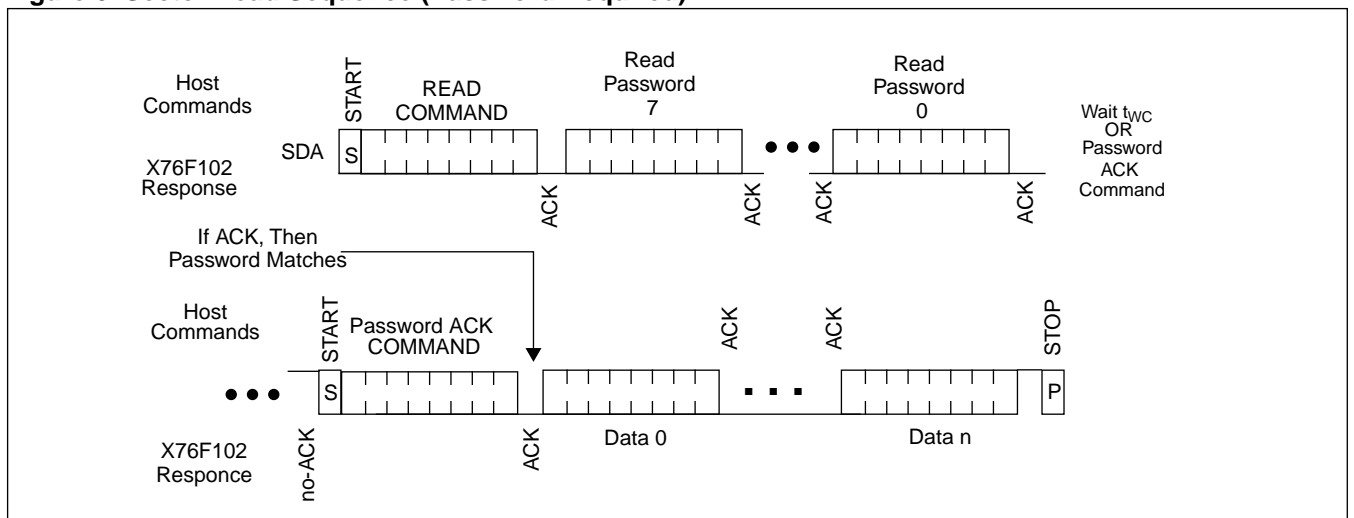 START
Host
Commands
READ
COMMAND
Read
Password
7
Read
Password
0
Wait tWC
OR
Password
ACK
Command
SDA
S
X76F102
Response
ACK
ACK
ACK
ACK
If ACK, Then
Password Matches
Host
Commands
START
Password ACK
COMMAND
ACK
ACK
STOP
S
P
X76F102
Responce
no-ACK
ACK
Data 0
Data n